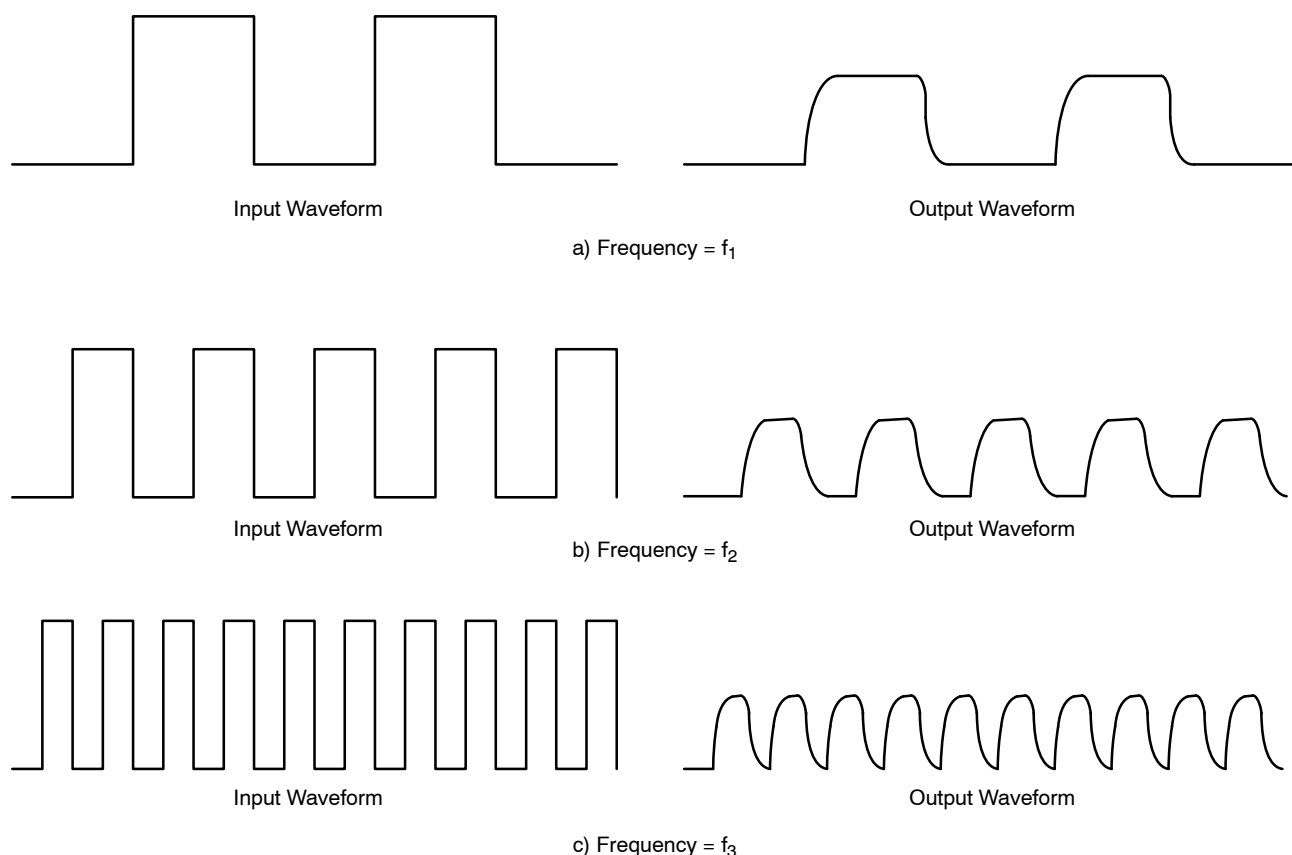 Input Waveform
Output Waveform
a) Frequency = f₁
Input Waveform
Output Waveform
b) Frequency = f₂
Input Waveform
Output Waveform
c) Frequency = f₃